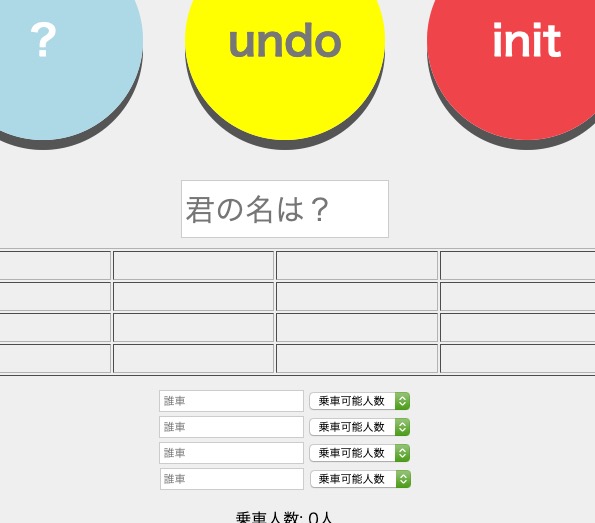 ? undo init
君の名は？
誰車 乗車可能人数
誰車 乗車可能人数
誰車 乗車可能人数
誰車 乗車可能人数
乗車人数: 0人